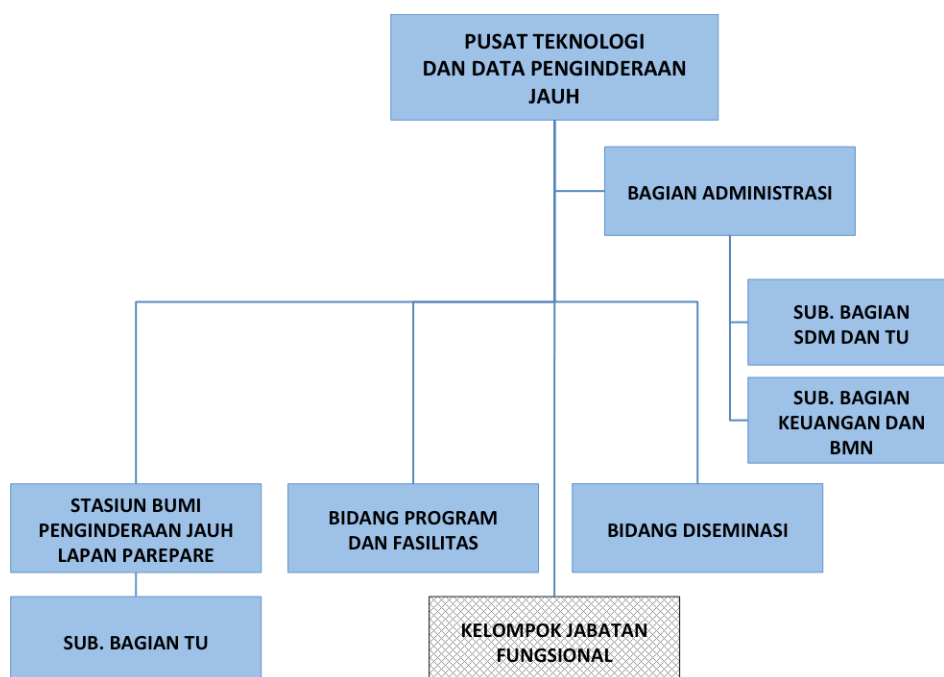 PUSAT TEKNOLOGI
DAN DATA PENGINDERAAN
JAUH
BAGIAN ADMINISTRASI
SUB. BAGIAN
SDM DAN TU
SUB. BAGIAN
KEUANGAN DAN
BMN
STASIUN BUMI
PENGINDERAAN JAUH
LAPAN PAREPARE
BIDANG PROGRAM
DAN FASILITAS
BIDANG DISEMINASI
SUB. BAGIAN TU
KELOMPOK JABATAN
FUNGSIONAL